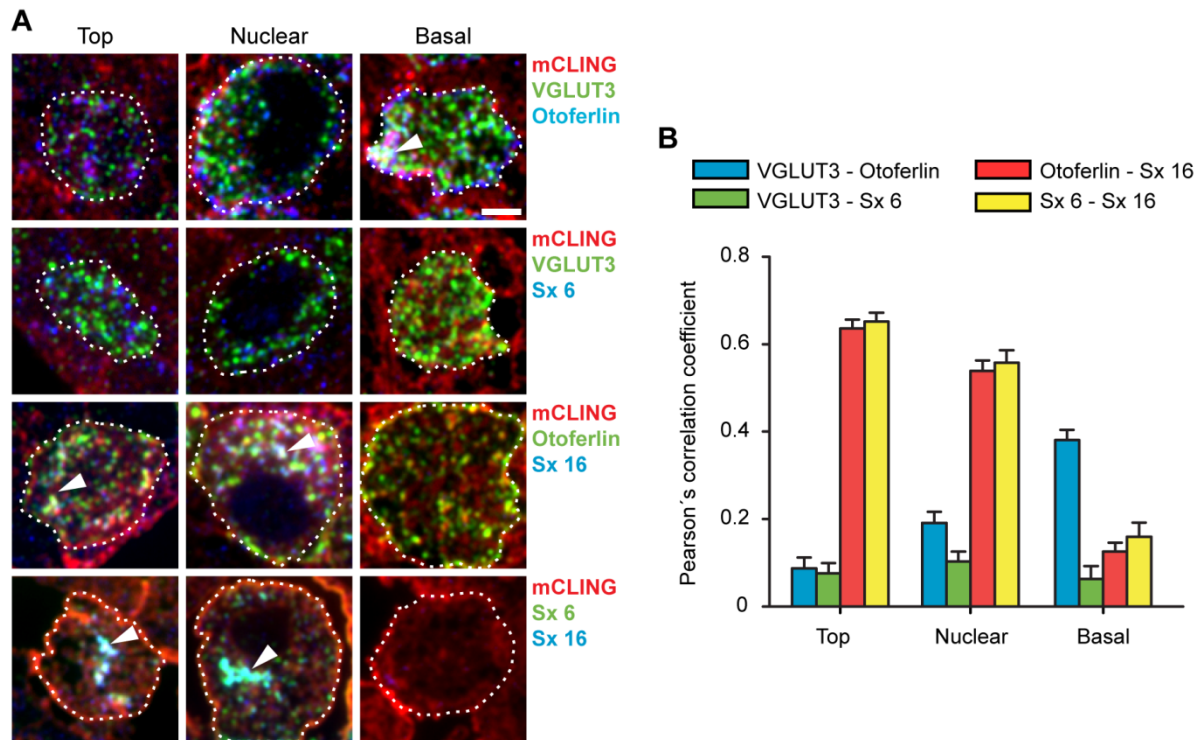 A
Top Nuclear Basal
mCLING
VGLUT3
Otoferlin
mCLING
VGLUT3
Sx 6
mCLING
Otoferlin
Sx 16
mCLING
Sx 6
Sx 16
B
VGLUT3 - Otoferlin Otoferlin - Sx 16
VGLUT3 - Sx 6 Sx 6 - Sx 16
Pearson´s correlation coefficient
0.8
0.6
0.4
0.2
0
Top Nuclear Basal